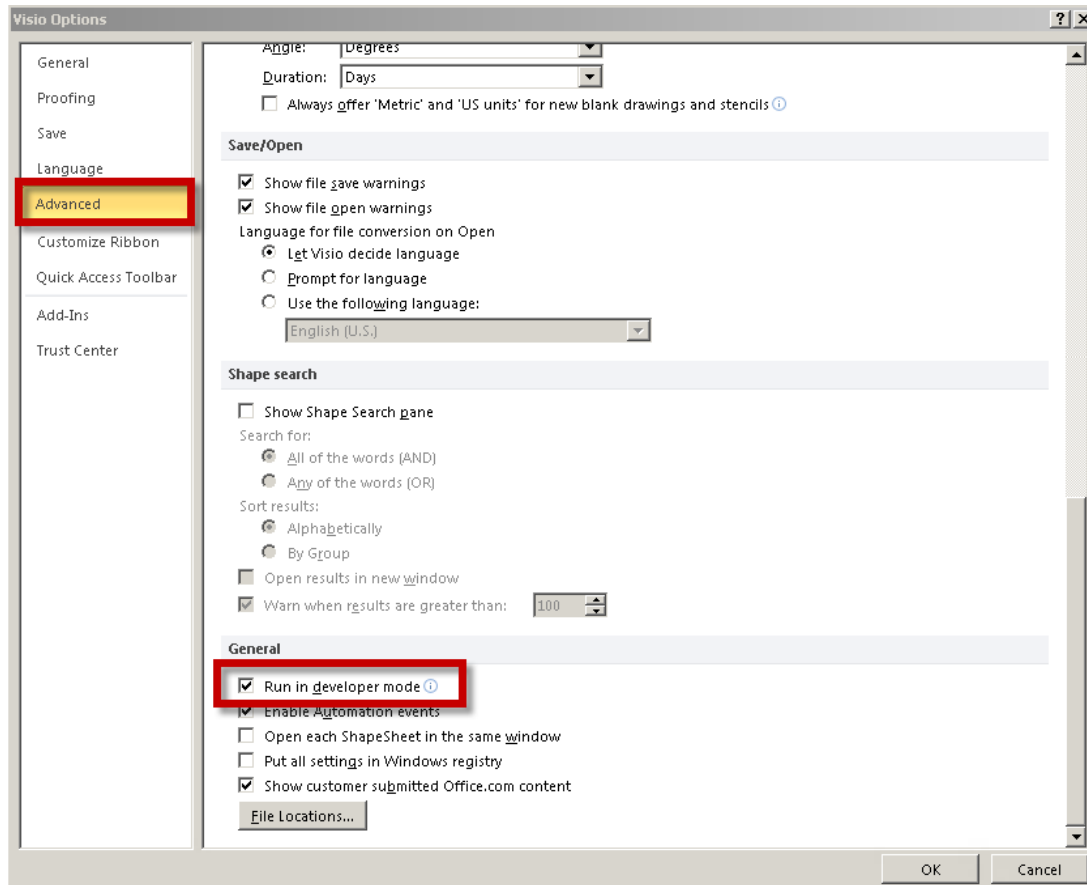 Visio Options
General
Proofing
Save
Language
Advanced
Customize Ribbon
Quick Access Toolbar
Add-Ins
Trust Center
Angle: Degrees
Duration: Days
Always offer 'Metric' and 'US units' for new blank drawings and stencils
Save/Open
Show file save warnings
Show file open warnings
Language for file conversion on Open
Let Visio decide language
Prompt for language
Use the following language:
English (U.S.)
Shape search
Show Shape Search pane
Search for:
All of the words (AND)
Any of the words (OR)
Sort results:
Alphabetically
By Group
Open results in new window
Warn when results are greater than: 100
General
Run in developer mode
Enable Automation events
Open each ShapeSheet in the same window
Put all settings in Windows registry
Show customer submitted Office.com content
File Locations...
OK Cancel